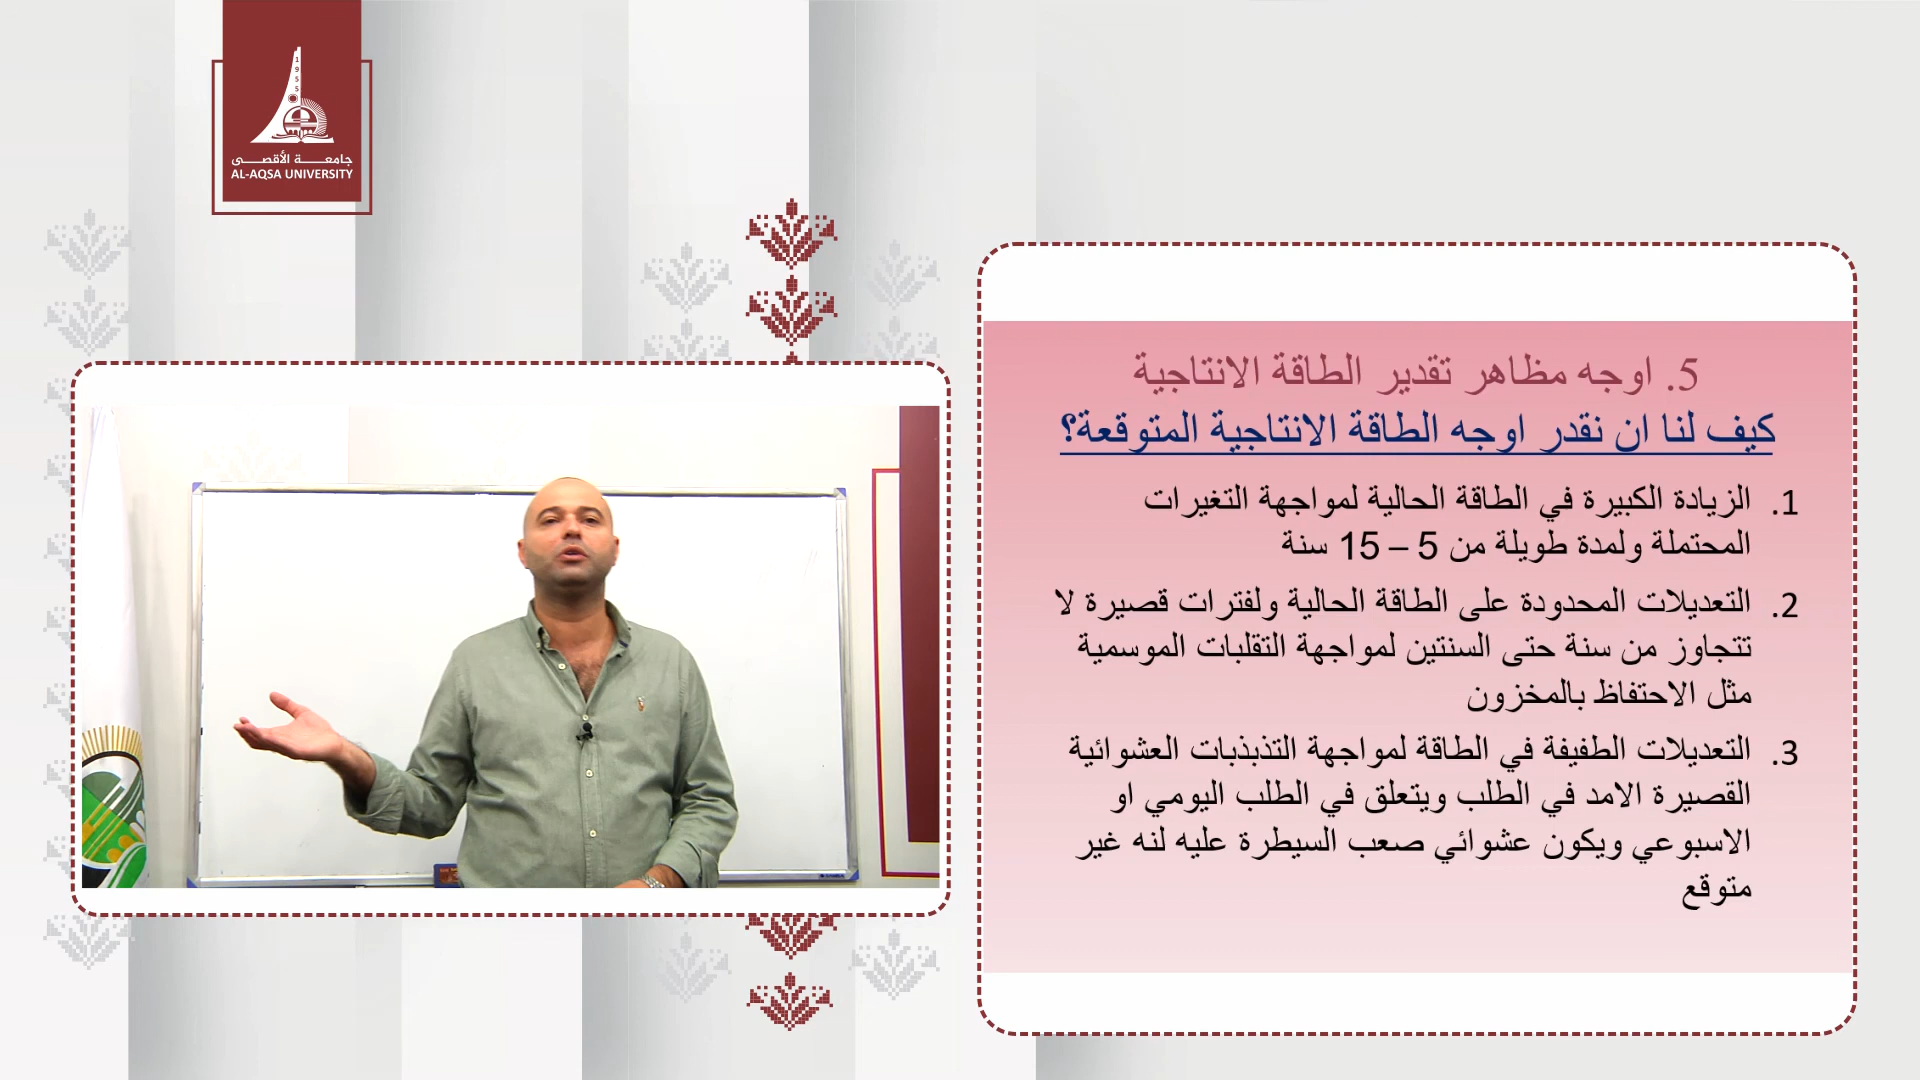 1955
جامعــــة الأقصــــى
AL-AQSA UNIVERSITY
5. اوجه مظاهر تقدير الطاقة الانتاجية
كيف لنا ان نقدر اوجه الطاقة الانتاجية المتوقعة؟
1. الزيادة الكبيرة في الطاقة الحالية لمواجهة التغيرات
المحتملة ولمدة طويلة من 5 – 15 سنة
2. التعديلات المحدودة على الطاقة الحالية ولفترات قصيرة لا
تتجاوز من سنة حتى السنتين لمواجهة التقلبات الموسمية
مثل الاحتفاظ بالمخزون
3. التعديلات الطفيفة في الطاقة لمواجهة التذبذبات العشوائية
القصيرة الامد في الطلب ويتعلق في الطلب اليومي او
الاسبوعي ويكون عشوائي صعب السيطرة عليه لنه غير
متوقع